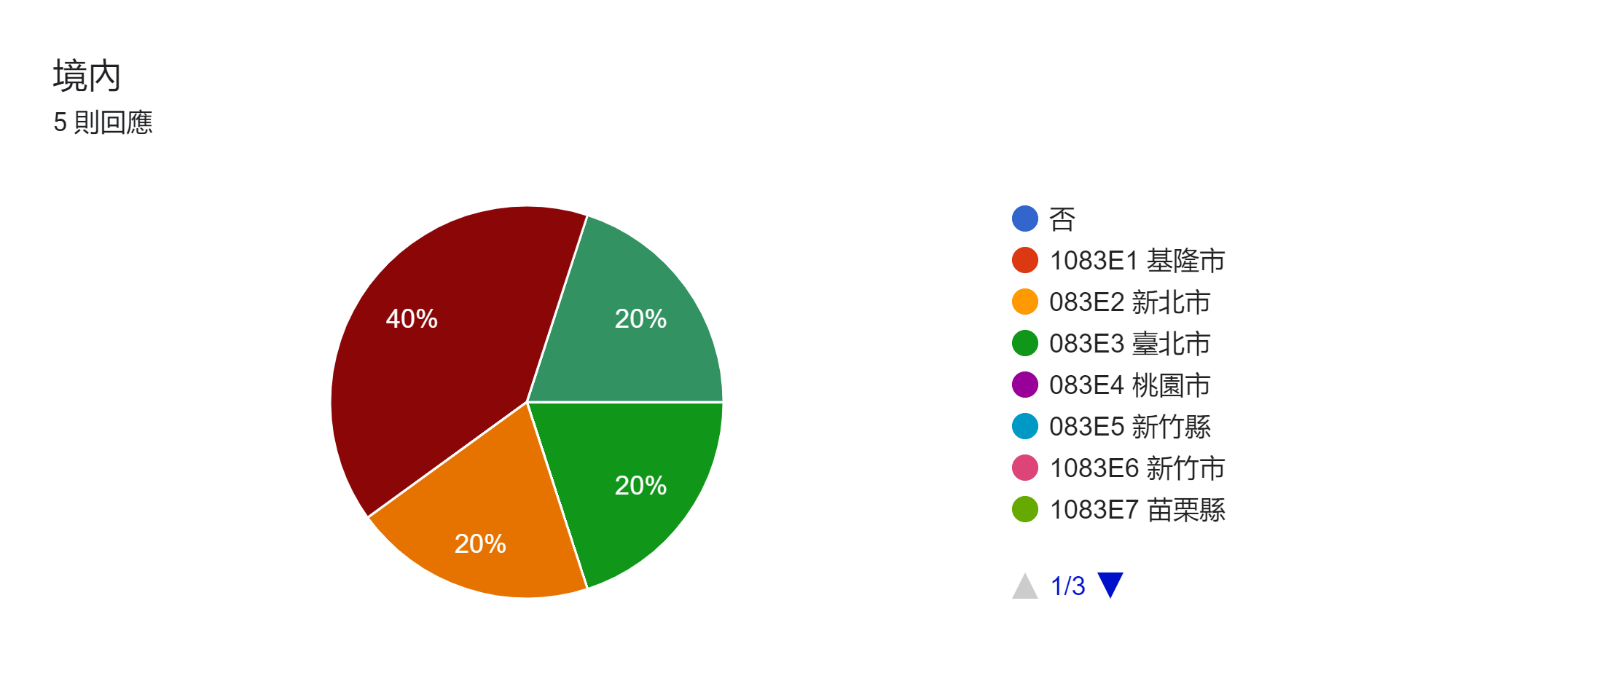 境內
5 則回應
40%
20%
20%
20%
否
1083E1 基隆市
083E2 新北市
083E3 臺北市
083E4 桃園市
083E5 新竹縣
1083E6 新竹市
1083E7 苗栗縣
1/3